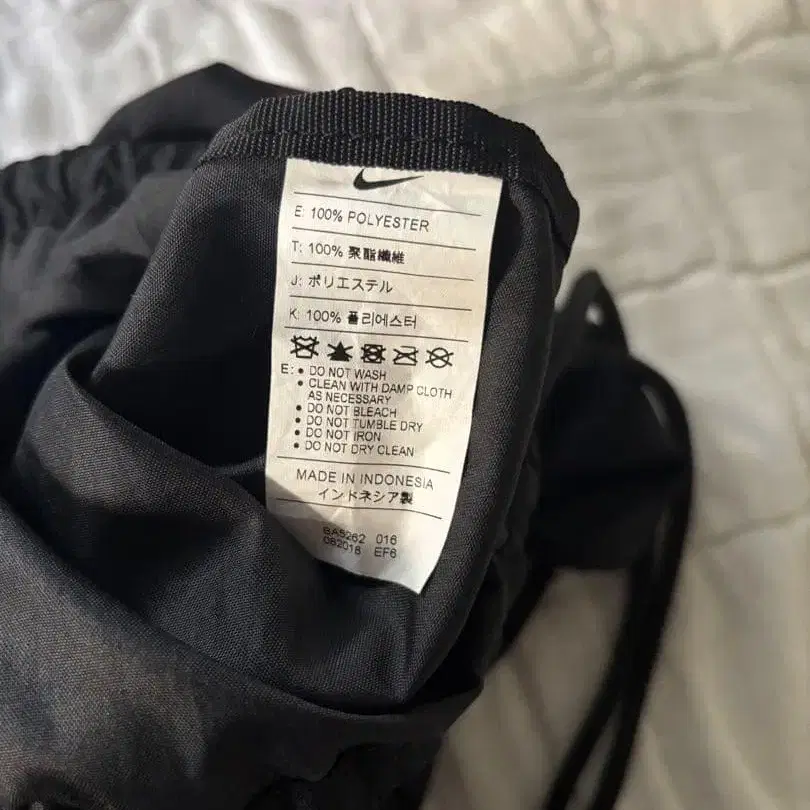 E: 100% POLYESTER
T: 100% 聚酯纖維
J: ポリエステル
K: 100% 폴리에스터
E: • DO NOT WASH
• CLEAN WITH DAMP CLOTH
AS NECESSARY
• DO NOT BLEACH
• DO NOT TUMBLE DRY
• DO NOT IRON
• DO NOT DRY CLEAN
MADE IN INDONESIA
インドネシア製
BA5262 016
082018 EF6